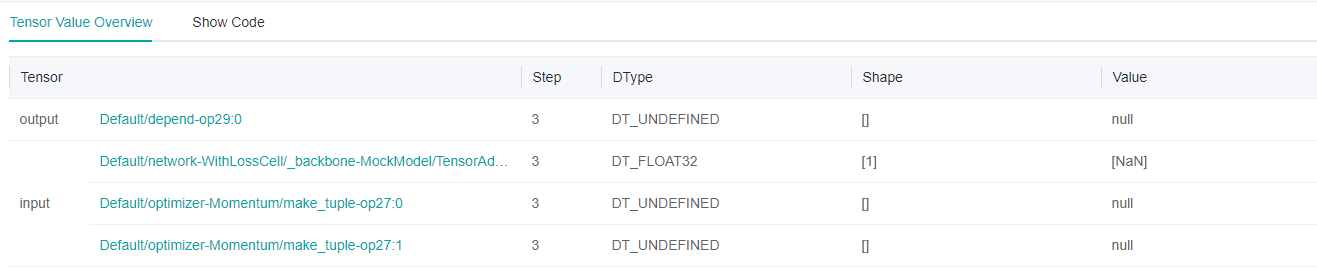 Tensor Value Overview Show Code
Tensor Step DType Shape Value
output Default/depend-op29:0 3 DT_UNDEFINED [] null
Default/network-WithLossCell/_backbone-MockModel/TensorAd... 3 DT_FLOAT32 [1] [NaN]
input Default/optimizer-Momentum/make_tuple-op27:0 3 DT_UNDEFINED [] null
Default/optimizer-Momentum/make_tuple-op27:1 3 DT_UNDEFINED [] null